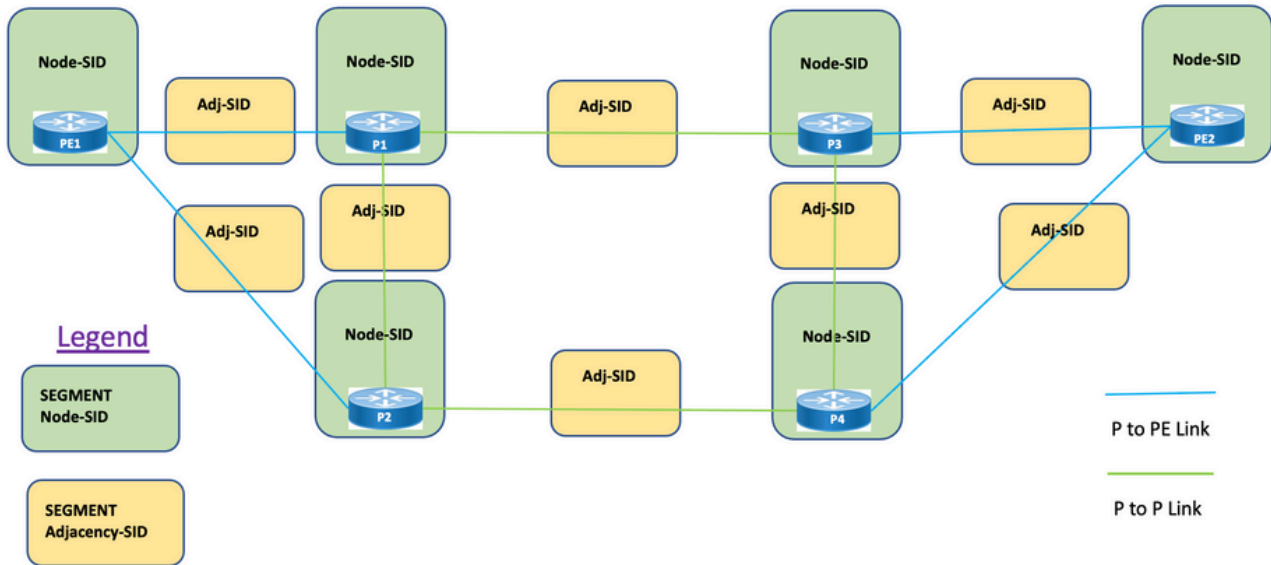 Node-SID
Node-SID
Node-SID
Node-SID
Adj-SID
Adj-SID
Adj-SID
PE1
P1
P3
PE2
Adj-SID
Adj-SID
Adj-SID
Adj-SID
Legend
Node-SID
Node-SID
Adj-SID
SEGMENT
Node-SID
P2
P4
P to PE Link
SEGMENT
Adjacency-SID
P to P Link